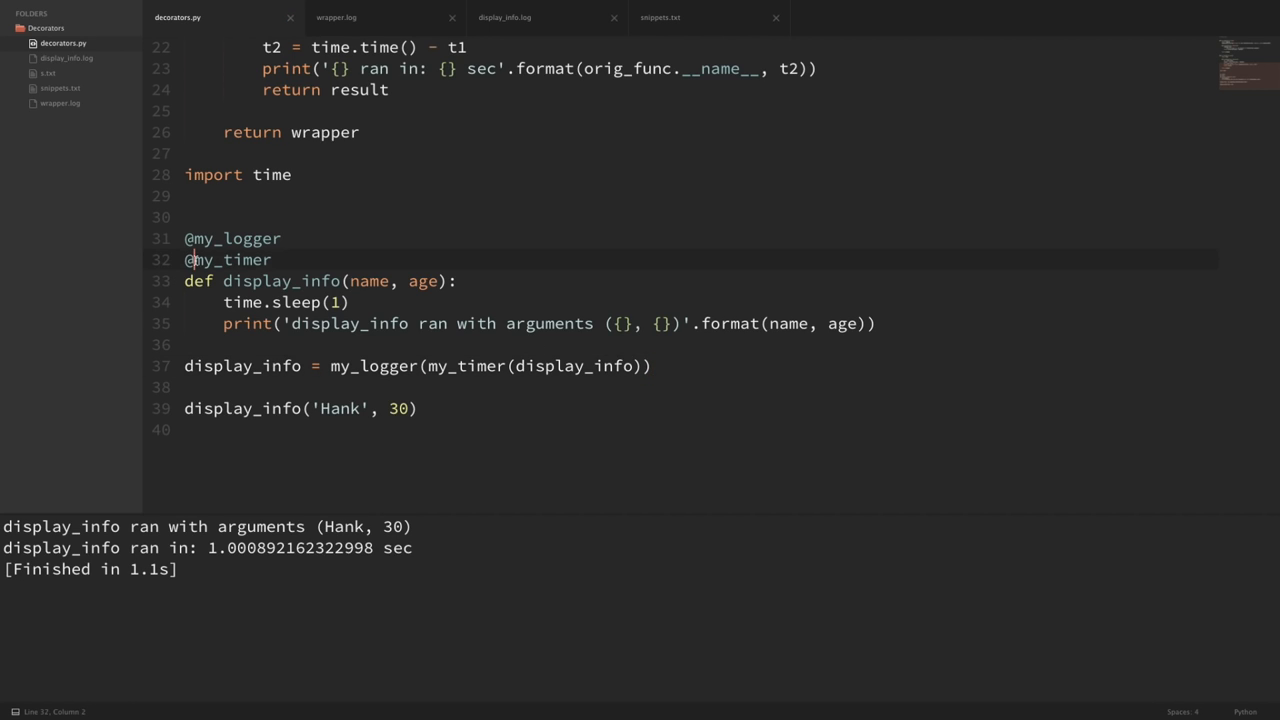 FOLDERS
Decorators
decorators.py
display_info.log
s.txt
snippets.txt
wrapper.log
decorators.py
wrapper.log
display_info.log
snippets.txt
22 t2 = time.time() - t1
23 print('{} ran in: {} sec'.format(orig_func.__name__, t2))
24 return result
25
26 return wrapper
27
28 import time
29
30
31 @my_logger
32 @my_timer
33 def display_info(name, age):
34 time.sleep(1)
35 print('display_info ran with arguments ({}, {})'.format(name, age))
36
37 display_info = my_logger(my_timer(display_info))
38
39 display_info('Hank', 30)
40
display_info ran with arguments (Hank, 30)
display_info ran in: 1.000892162322998 sec
[Finished in 1.1s]
Line 32, Column 2
Spaces: 4
Python